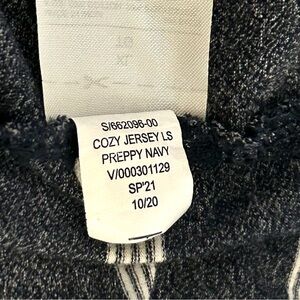 S/662096-00
COZY JERSEY LS
PREPPY NAVY
V/000301129
SP'21
10/20